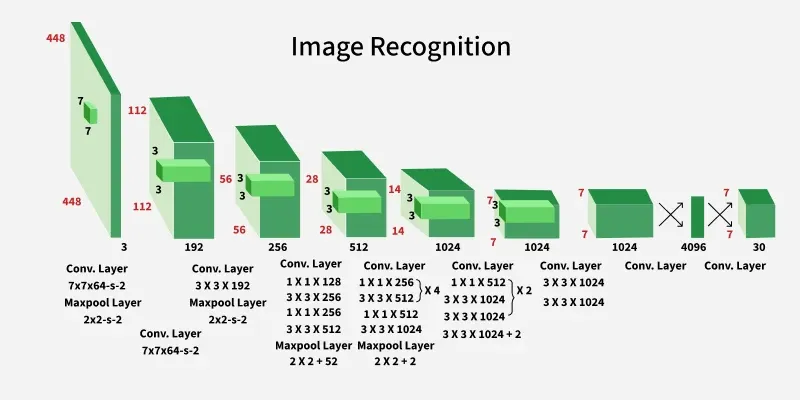 Image Recognition
448
448
7
7
3
112
112
3
3
192
56
56
3
3
256
28
28
3
3
512
14
14
3
3
1024
7
7
3
1024
7
7
1024
4096
7
7
30
Conv. Layer
7x7x64-s-2
Maxpool Layer
2x2-s-2
Conv. Layer
7x7x64-s-2
Conv. Layer
3 X 3 X 192
Maxpool Layer
2x2-s-2
Conv. Layer
1 X 1 X 128
3 X 3 X 256
1 X 1 X 256
3 X 3 X 512
Maxpool Layer
2 X 2 + 52
Conv. Layer
1 X 1 X 256
3 X 3 X 512
X 4
1 X 1 X 512
3 X 3 X 1024
Maxpool Layer
2 X 2 + 2
Conv. Layer
1 X 1 X 512
3 X 3 X 1024
3 X 3 X 1024
X 2
3 X 3 X 1024 + 2
Conv. Layer
3 X 3 X 1024
3 X 3 X 1024
Conv. Layer
Conv. Layer